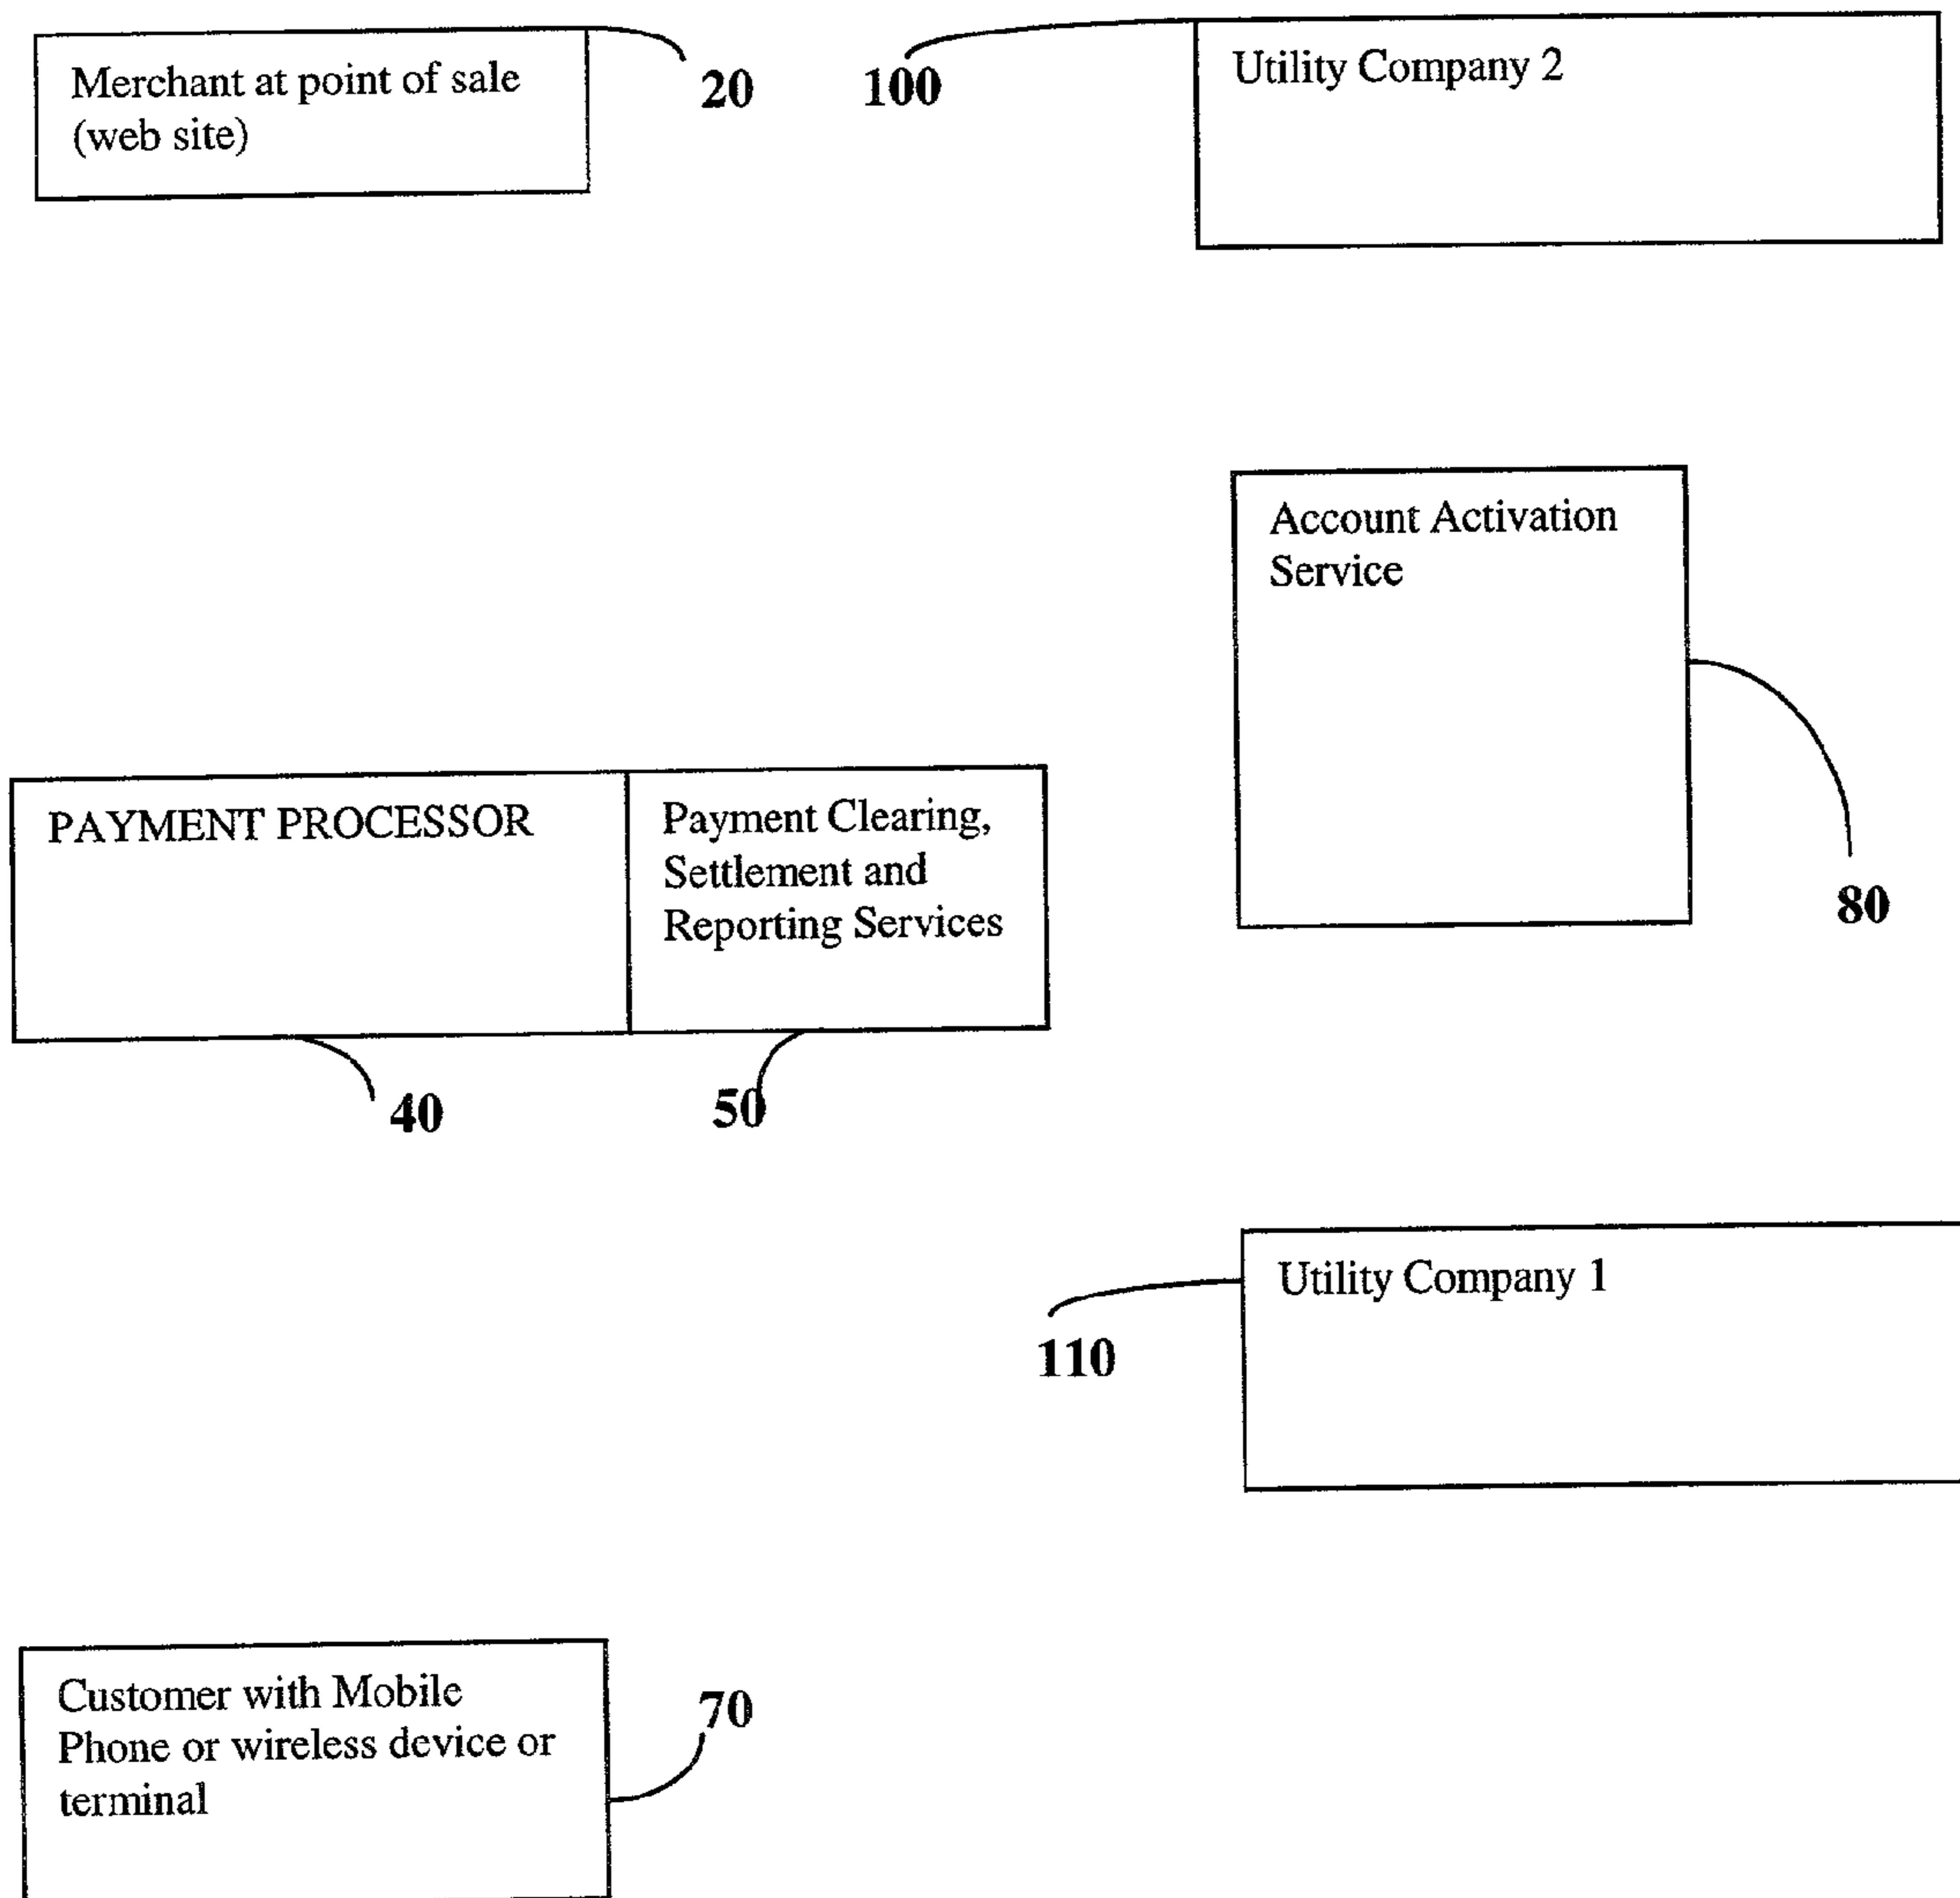 Merchant at point of sale
(web site)
20
100
Utility Company 2
Account Activation
Service
80
PAYMENT PROCESSOR
Payment Clearing,
Settlement and
Reporting Services
40
50
Utility Company 1
110
Customer with Mobile
Phone or wireless device or
terminal
70